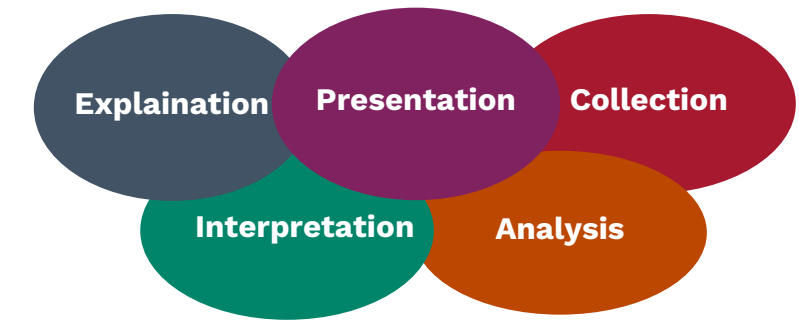 Explaination
Presentation
Collection
Interpretation
Analysis